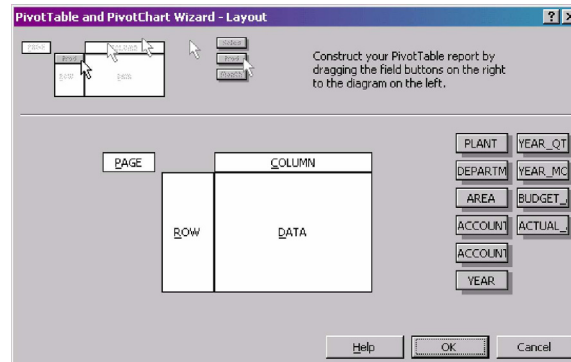 PivotTable and PivotChart Wizard - Layout
Construct your PivotTable report by
dragging the field buttons on the right
to the diagram on the left.
PAGE
COLUMN
ROW
DATA
PLANT YEAR_QT
DEPARTM YEAR_MO
AREA BUDGET_
ACCOUNT ACTUAL_
ACCOUNT
YEAR
Help OK Cancel